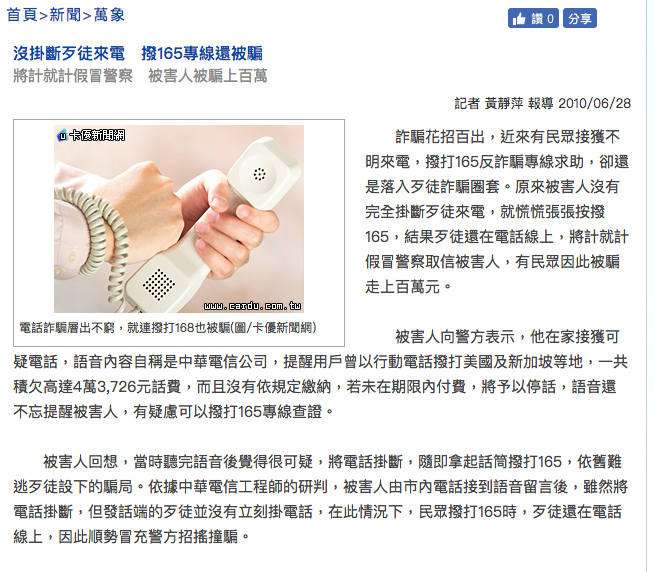 首頁>新聞>萬象
讚 0 分享
沒掛斷歹徒來電　撥165專線還被騙
將計就計假冒警察　被害人被騙上百萬
記者 黃靜萍 報導 2010/06/28
卡優新聞網
www.cardu.com.tw
電話詐騙層出不窮，就連撥打168也被騙(圖/卡優新聞網)
詐騙花招百出，近來有民眾接獲不
明來電，撥打165反詐騙專線求助，卻還
是落入歹徒詐騙圈套。原來被害人沒有
完全掛斷歹徒來電，就慌慌張張按撥
165，結果歹徒還在電話線上，將計就計
假冒警察取信被害人，有民眾因此被騙
走上百萬元。
被害人向警方表示，他在家接獲可
疑電話，語音內容自稱是中華電信公司，提醒用戶曾以行動電話撥打美國及新加坡等地，一共
積欠高達4萬3,726元話費，而且沒有依規定繳納，若未在期限內付費，將予以停話，語音還
不忘提醒被害人，有疑慮可以撥打165專線查證。
被害人回想，當時聽完語音後覺得很可疑，將電話掛斷，隨即拿起話筒撥打165，依舊難
逃歹徒設下的騙局。依據中華電信工程師的研判，被害人由市內電話接到語音留言後，雖然將
電話掛斷，但發話端的歹徒並沒有立刻掛電話，在此情況下，民眾撥打165時，歹徒還在電話
線上，因此順勢冒充警方招搖撞騙。